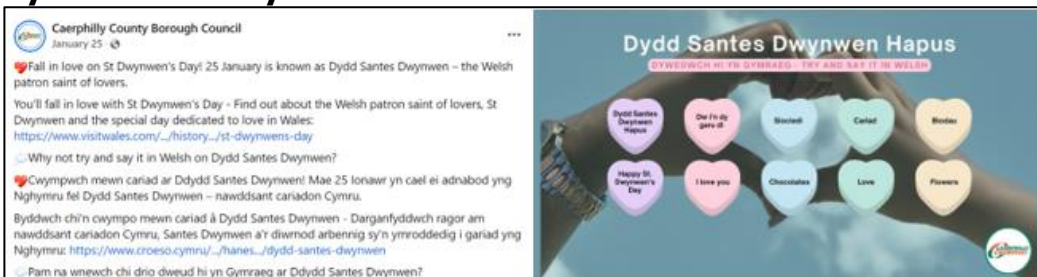 Caerphilly County Borough Council
January 25 ·
❤️Fall in love on St Dwynwen's Day! 25 January is known as Dydd Santes Dwynwen – the Welsh
patron saint of lovers.
You'll fall in love with St Dwynwen's Day - Find out about the Welsh patron saint of lovers, St
Dwynwen and the special day dedicated to love in Wales:
https://www.visitwales.com/.../history.../st-dwynwens-day
Why not try and say it in Welsh on Dydd Santes Dwynwen?
❤️Cwympwch mewn cariad ar Ddydd Santes Dwynwen! Mae 25 Ionawr yn cael ei adnabod yng
Nghymru fel Dydd Santes Dwynwen – nawddsant cariadon Cymru.
Byddwch chi'n cwympo mewn cariad â Dydd Santes Dwynwen - Darganfyddwch ragor am
nawddsant cariadon Cymru, Santes Dwynwen a'r diwrnod arbennig sy'n ymroddedig i gariad yng
Nghymru: https://www.croeso.cymru/.../hanes.../dydd-santes-dwynwen
Pam na wnewch chi drio dweud hi yn Gymraeg ar Ddydd Santes Dwynwen?
Dydd Santes Dwynwen Hapus
DYWEDWCH HI YN GYMRAEG - TRY AND SAY IT IN WELSH
Dydd Santes
Dwynwen
Hapus
Dw i'n dy
garu di
Siocledi
Cariad
Blodau
Happy St.
Dwynwen's
Day
I love you
Chocolates
Love
Flowers